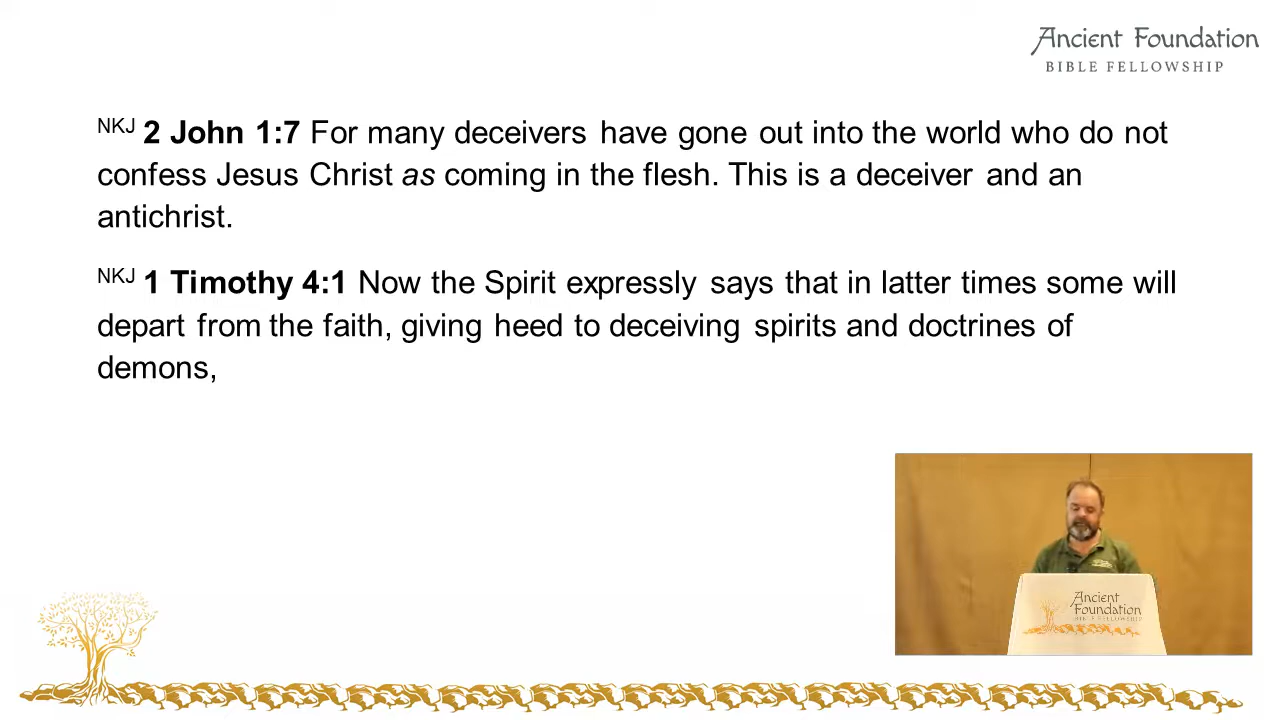 Ancient Foundation
BIBLE FELLOWSHIP
NKJ 2 John 1:7 For many deceivers have gone out into the world who do not
confess Jesus Christ as coming in the flesh. This is a deceiver and an
antichrist.
NKJ 1 Timothy 4:1 Now the Spirit expressly says that in latter times some will
depart from the faith, giving heed to deceiving spirits and doctrines of
demons,
Ancient
Foundation
BIBLE FELLOWSHIP